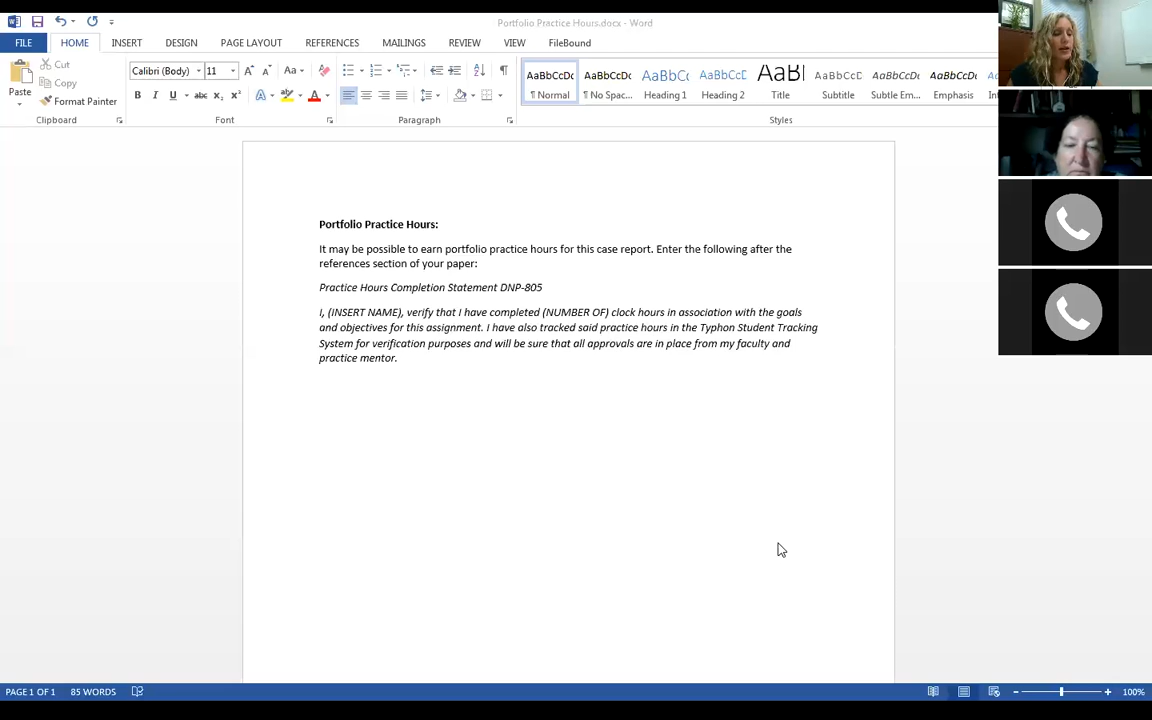 Portfolio Practice Hours.docx - Word
FILE HOME INSERT DESIGN PAGE LAYOUT REFERENCES MAILINGS REVIEW VIEW FileBound
Cut
Copy
Format Painter
Paste
Clipboard
Calibri (Body) 11
Font
Paragraph
AaBbCcDc AaBbCcDc AaBbCc AaBbCcD AaBl AaBbCcD AaBbCcDc AaBbCcDc
¶ Normal ¶ No Spac... Heading 1 Heading 2 Title Subtitle Subtle Em... Emphasis
Styles
Portfolio Practice Hours:
It may be possible to earn portfolio practice hours for this case report. Enter the following after the
references section of your paper:
Practice Hours Completion Statement DNP-805
I, (INSERT NAME), verify that I have completed (NUMBER OF) clock hours in association with the goals
and objectives for this assignment. I have also tracked said practice hours in the Typhon Student Tracking
System for verification purposes and will be sure that all approvals are in place from my faculty and
practice mentor.
PAGE 1 OF 1 85 WORDS 100%